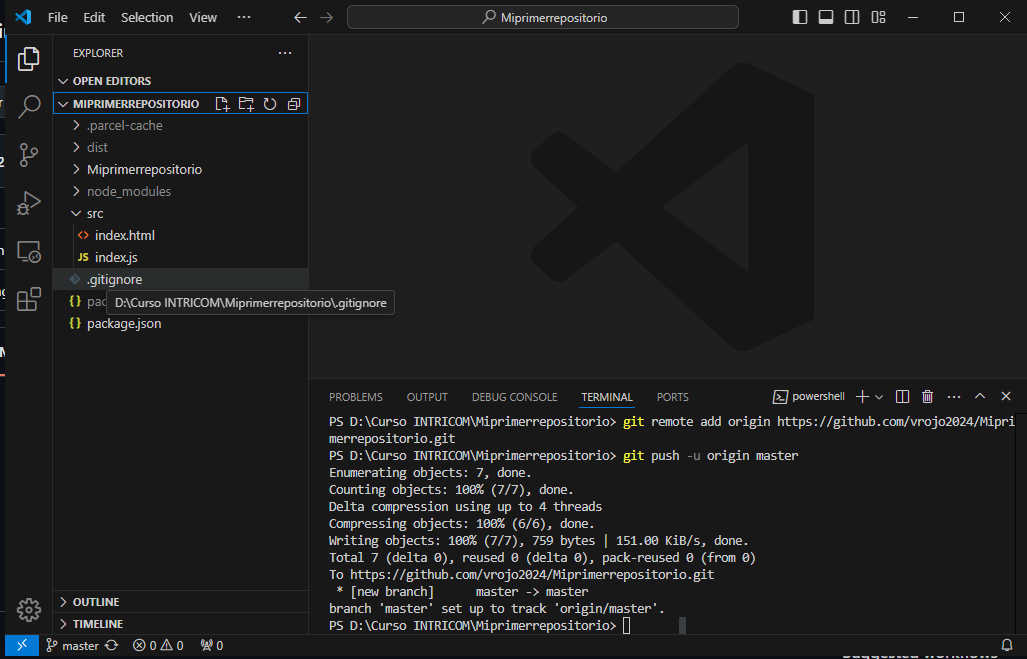 File Edit Selection View ··· Miprimerrepositorio
EXPLORER
OPEN EDITORS
MIPRIMERREPOSITORIO
.parcel-cache
dist
Miprimerrepositorio
node_modules
src
<> index.html
JS index.js
.gitignore
{} pac
D:\Curso INTRICOM\Miprimerrepositorio\.gitignore
{} package.json
OUTLINE
TIMELINE
PROBLEMS OUTPUT DEBUG CONSOLE TERMINAL PORTS powershell
PS D:\Curso INTRICOM\Miprimerrepositorio> git remote add origin https://github.com/vrojo2024/Mipri
merrepositorio.git
PS D:\Curso INTRICOM\Miprimerrepositorio> git push -u origin master
Enumerating objects: 7, done.
Counting objects: 100% (7/7), done.
Delta compression using up to 4 threads
Compressing objects: 100% (6/6), done.
Writing objects: 100% (7/7), 759 bytes | 151.00 KiB/s, done.
Total 7 (delta 0), reused 0 (delta 0), pack-reused 0 (from 0)
To https://github.com/vrojo2024/Miprimerrepositorio.git
* [new branch] master -> master
branch 'master' set up to track 'origin/master'.
PS D:\Curso INTRICOM\Miprimerrepositorio>
master 0 0 0